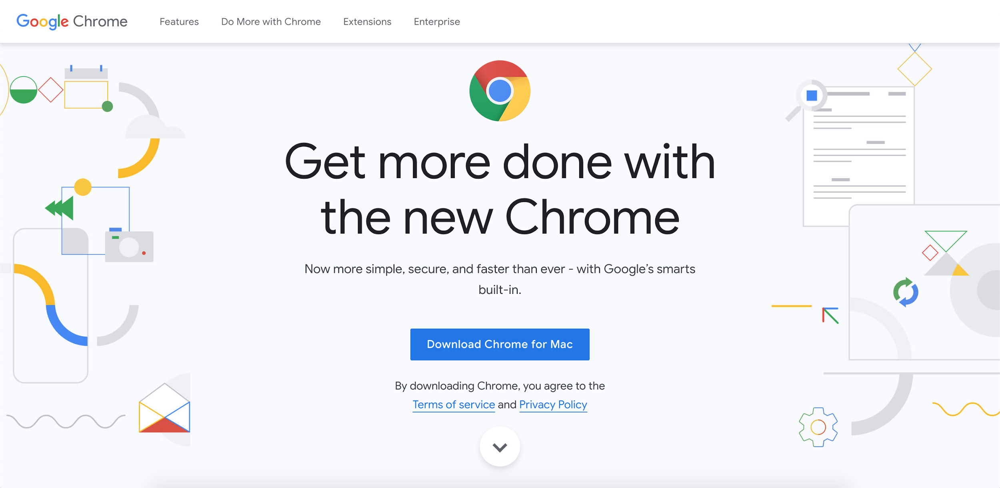 Google Chrome
Features
Do More with Chrome
Extensions
Enterprise
Get more done with
the new Chrome
Now more simple, secure, and faster than ever - with Google’s smarts
built-in.
Download Chrome for Mac
By downloading Chrome, you agree to the
Terms of service and Privacy Policy